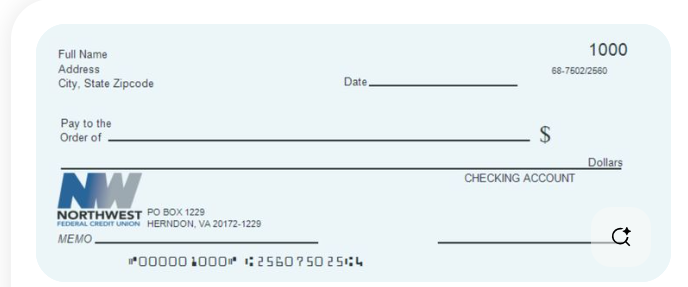 Full Name
Address
City, State Zipcode
1000
68-7502/2560
Date
Pay to the
Order of
$
Dollars
CHECKING ACCOUNT
NW
NORTHWEST
FEDERAL CREDIT UNION
PO BOX 1229
HERNDON, VA 20172-1229
MEMO
⑈000001000⑈ ⑆256075025⑆4